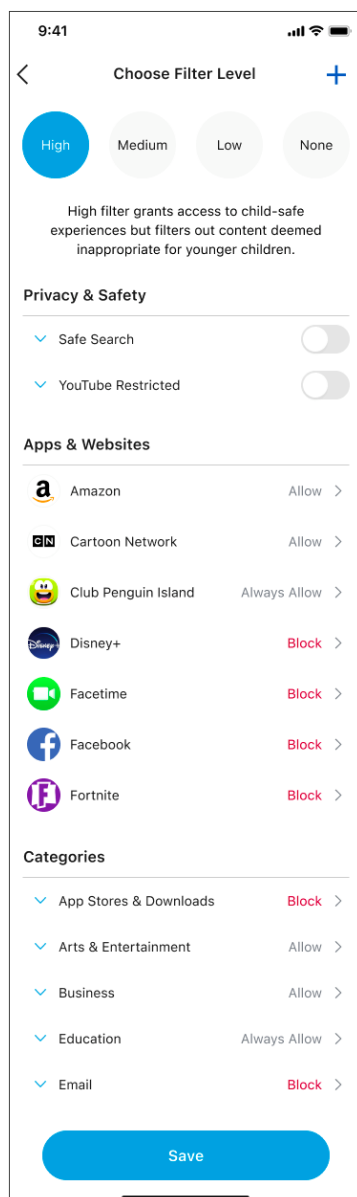 9:41
Choose Filter Level
High Medium Low None
High filter grants access to child-safe
experiences but filters out content deemed
inappropriate for younger children.
Privacy & Safety
Safe Search
YouTube Restricted
Apps & Websites
a Amazon Allow
CN Cartoon Network Allow
Club Penguin Island Always Allow
Disney+ Disney+ Block
Facetime Block
f Facebook Block
F Fortnite Block
Categories
App Stores & Downloads Block
Arts & Entertainment Allow
Business Allow
Education Always Allow
Email Block
Save